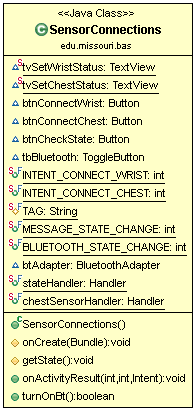 <<Java Class>>
SensorConnections
edu.missouri.bas
tvSetWristStatus: TextView
tvSetChestStatus: TextView
btnConnectWrist: Button
btnConnectChest: Button
btnCheckState: Button
tbBluetooth: ToggleButton
INTENT_CONNECT_WRIST: int
INTENT_CONNECT_CHEST: int
TAG: String
MESSAGE_STATE_CHANGE: int
BLUETOOTH_STATE_CHANGE: int
btAdapter: BluetoothAdapter
stateHandler: Handler
chestSensorHandler: Handler
SensorConnections()
onCreate(Bundle):void
getState():void
onActivityResult(int,int,Intent):void
turnOnBt():boolean